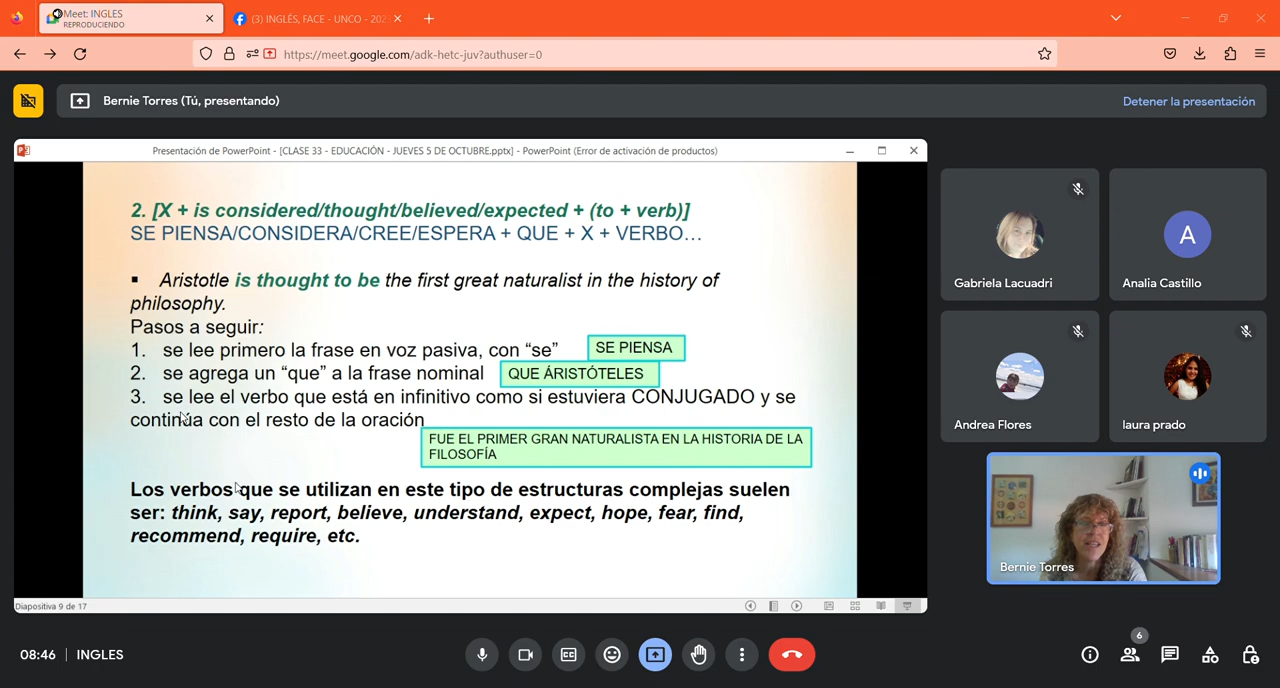 Meet: INGLES
REPRODUCIENDO
(3) INGLÉS, FACE - UNCO - 202
https://meet.google.com/adk-hetc-juv?authuser=0
Bernie Torres (Tú, presentando)
Detener la presentación
Presentación de PowerPoint - [CLASE 33 - EDUCACIÓN - JUEVES 5 DE OCTUBRE.pptx] - PowerPoint (Error de activación de productos)
2. [X + is considered/thought/believed/expected + (to + verb)]
SE PIENSA/CONSIDERA/CREE/ESPERA + QUE + X + VERBO…
▪ Aristotle is thought to be the first great naturalist in the history of
philosophy.
Pasos a seguir:
1. se lee primero la frase en voz pasiva, con “se”
SE PIENSA
2. se agrega un “que” a la frase nominal
QUE ÁRISTÓTELES
3. se lee el verbo que está en infinitivo como si estuviera CONJUGADO y se
continúa con el resto de la oración
FUE EL PRIMER GRAN NATURALISTA EN LA HISTORIA DE LA
FILOSOFÍA
Los verbos que se utilizan en este tipo de estructuras complejas suelen
ser: think, say, report, believe, understand, expect, hope, fear, find,
recommend, require, etc.
Diapositiva 9 de 17
Gabriela Lacuadri
A
Analia Castillo
Andrea Flores
laura prado
Bernie Torres
08:46 | INGLES
6